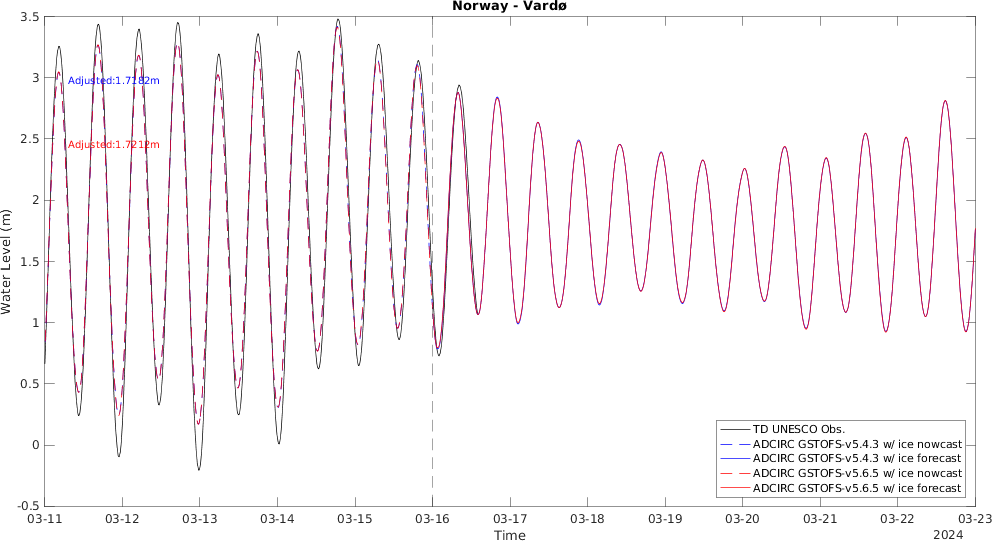 Norway - Vardø
3.5
3
2.5
2
1.5
1
0.5
0
-0.5
Water Level (m)
Adjusted:1.7182m
Adjusted:1.7212m
TD UNESCO Obs.
ADCIRC GSTOFS-v5.4.3 w/ ice nowcast
ADCIRC GSTOFS-v5.4.3 w/ ice forecast
ADCIRC GSTOFS-v5.6.5 w/ ice nowcast
ADCIRC GSTOFS-v5.6.5 w/ ice forecast
03-11 03-12 03-13 03-14 03-15 03-16 03-17 03-18 03-19 03-20 03-21 03-22 03-23
Time
2024